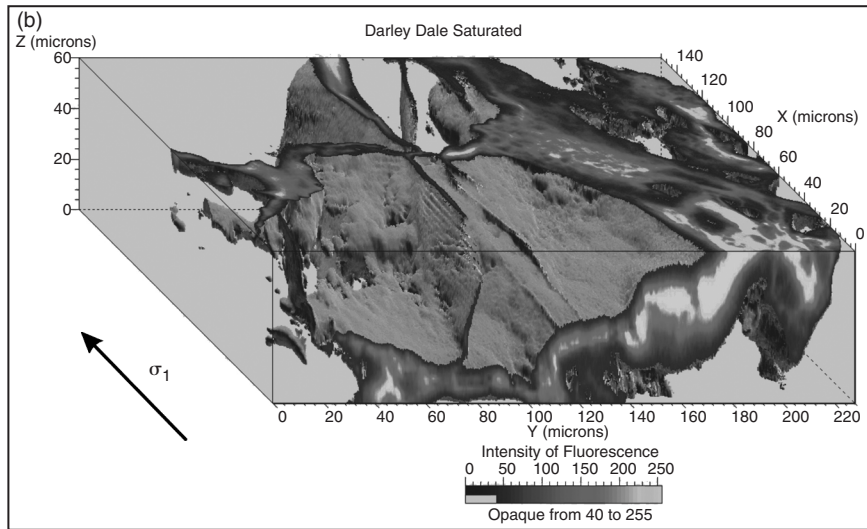 (b)
Darley Dale Saturated
Z (microns)
60
40
20
0
140
120
100
80
60
40
20
0
X (microns)
σ1
0 20 40 60 80 100 120 140 160 180 200 220
Y (microns)
Intensity of Fluorescence
0 50 100 150 200 250
Opaque from 40 to 255